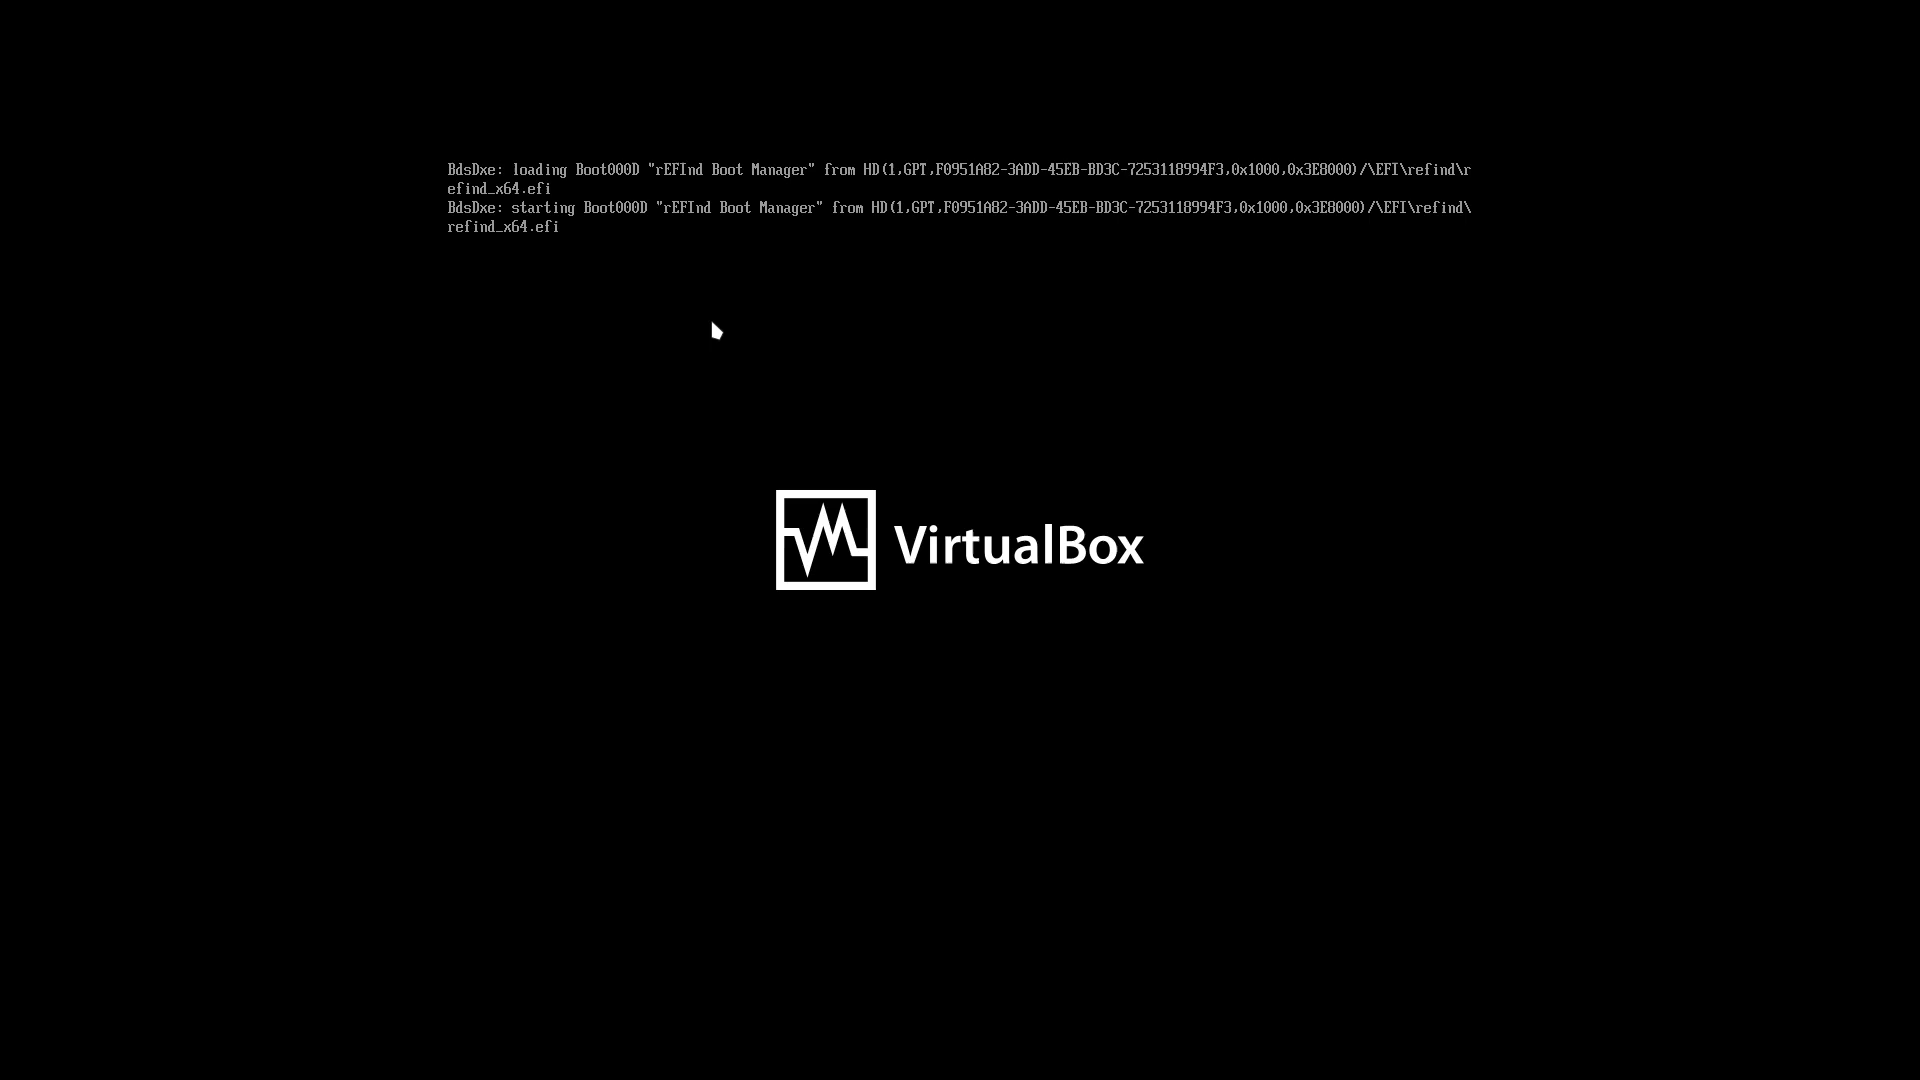 BdsDxe: loading Boot000D "rEFInd Boot Manager" from HD(1,GPT,F0951A82-3ADD-45EB-BD3C-7253118994F3,0x1000,0x3E8000)/\EFI\refind\r
efind_x64.efi
BdsDxe: starting Boot000D "rEFInd Boot Manager" from HD(1,GPT,F0951A82-3ADD-45EB-BD3C-7253118994F3,0x1000,0x3E8000)/\EFI\refind\
refind_x64.efi
VirtualBox